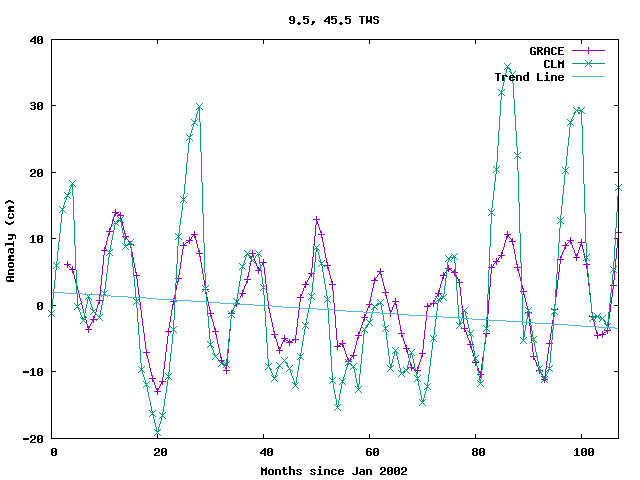 9.5, 45.5 TWS
GRACE
CLM
Trend Line
40
30
20
10
0
-10
-20
Anomaly (cm)
0 20 40 60 80 100
Months since Jan 2002